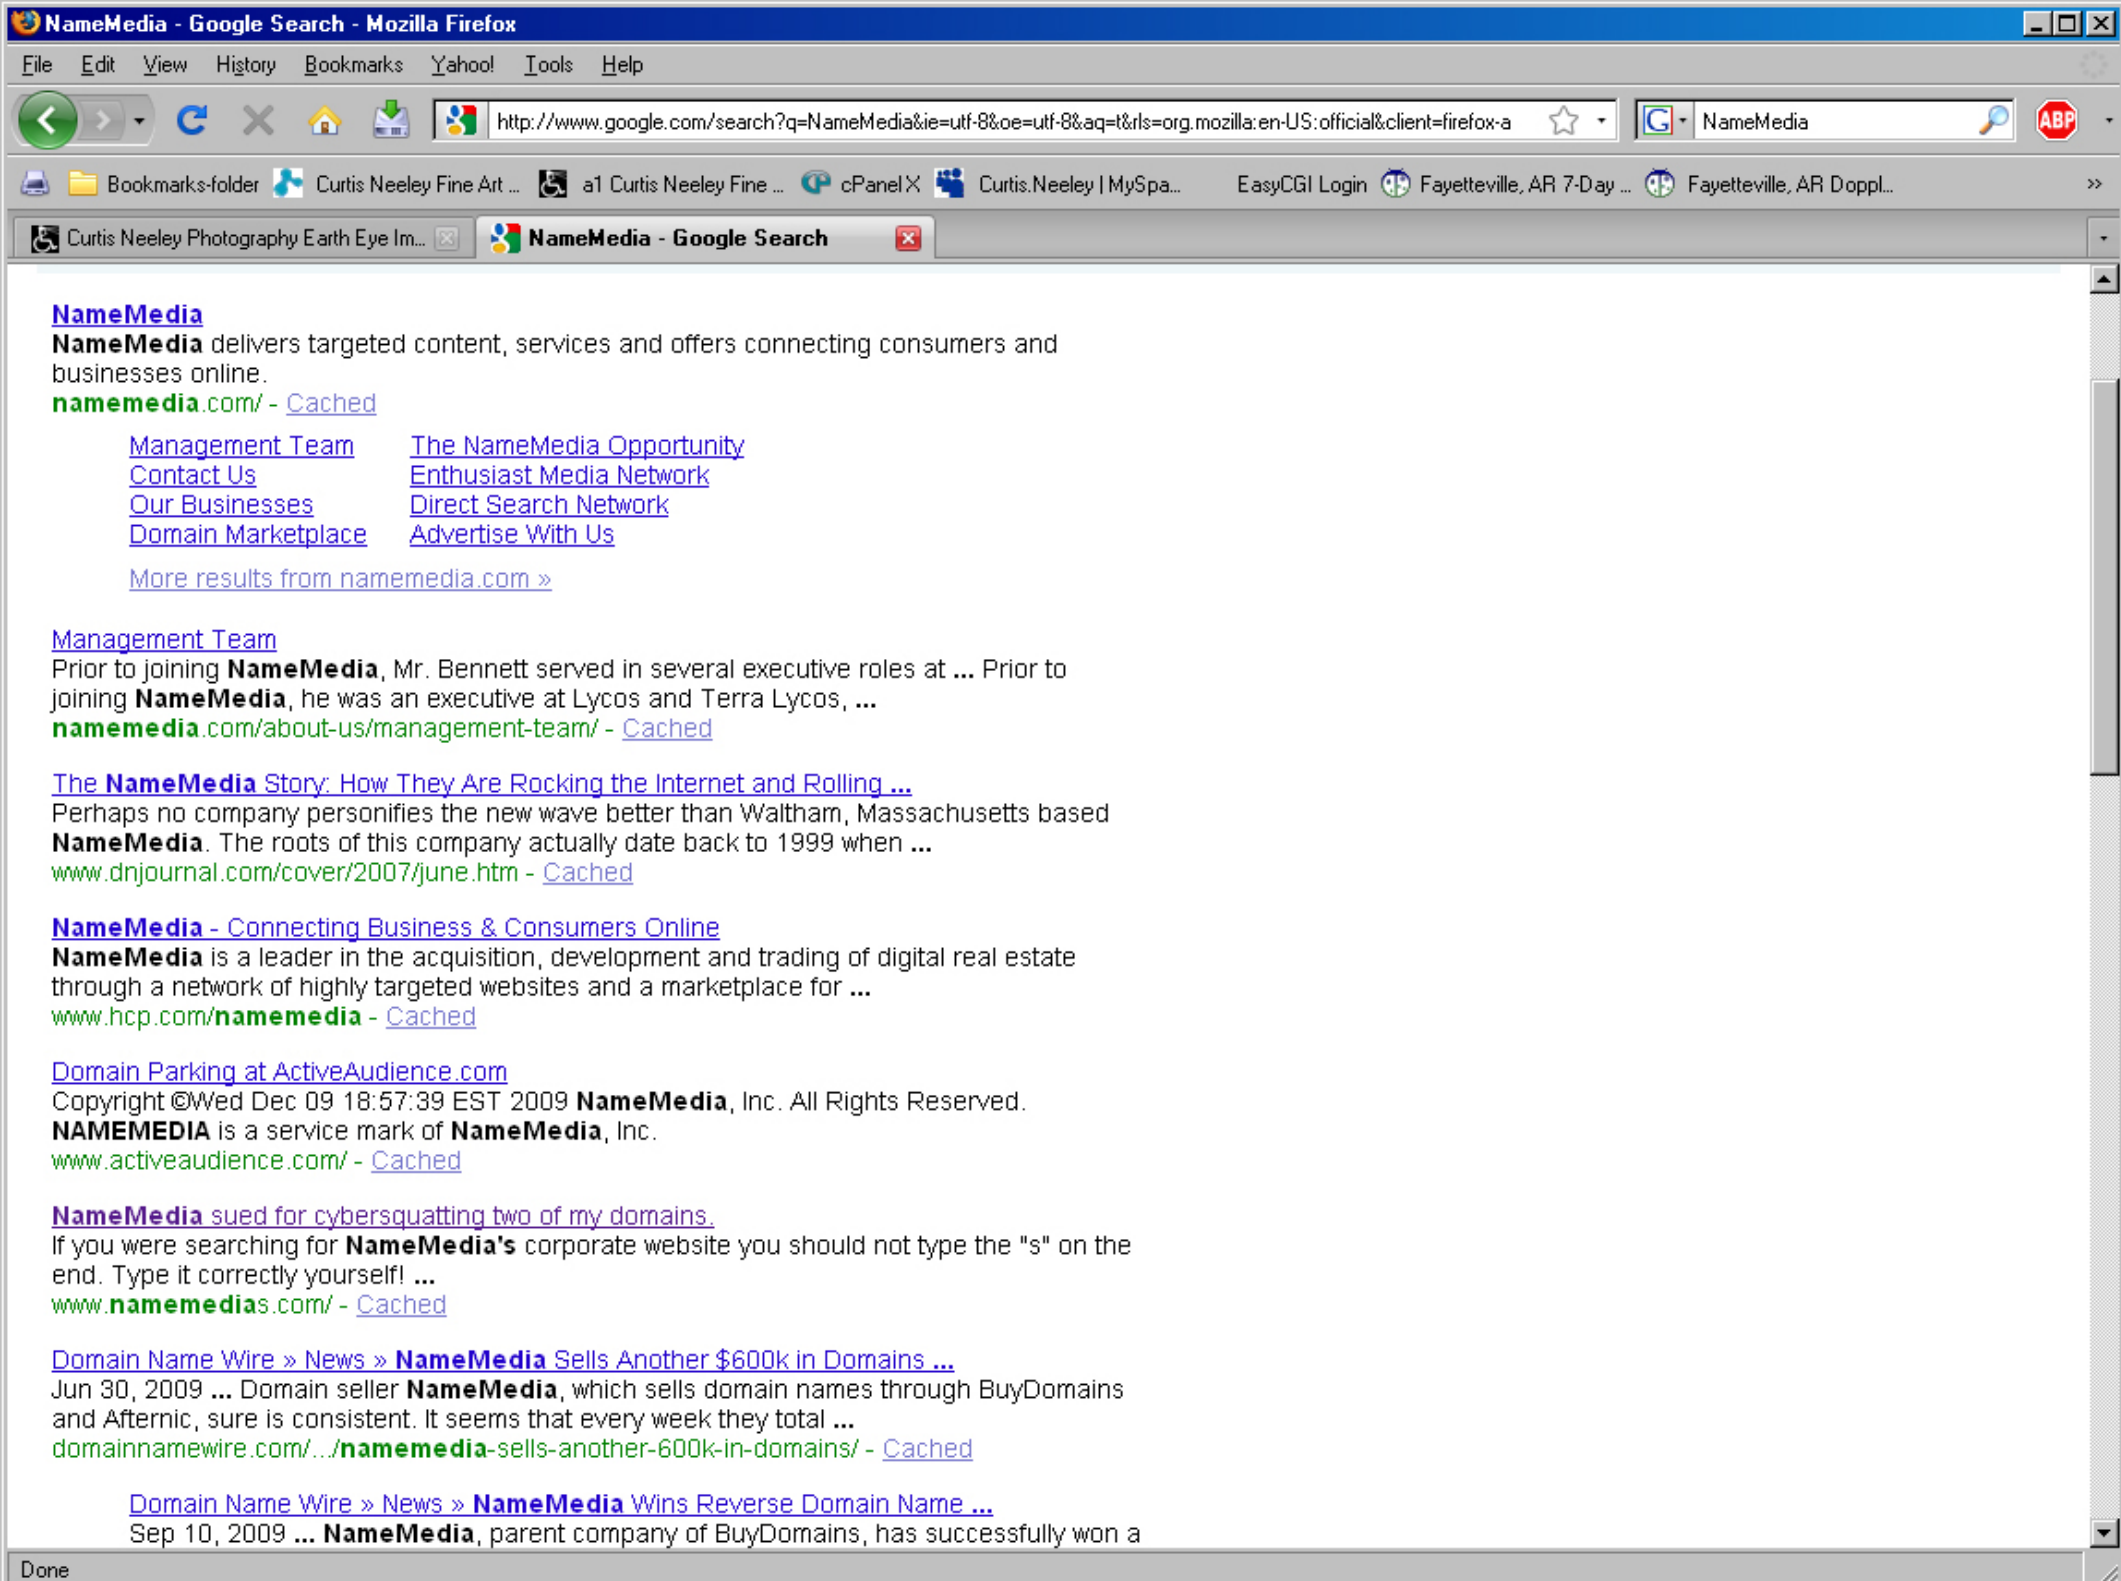 NameMedia - Google Search - Mozilla Firefox
File Edit View History Bookmarks Yahoo! Tools Help
http://www.google.com/search?q=NameMedia&ie=utf-8&oe=utf-8&aq=t&rls=org.mozilla:en-US:official&client=firefox-a G NameMedia ABP
Bookmarks-folder Curtis Neeley Fine Art ... a1 Curtis Neeley Fine ... cP cPanel X Curtis.Neeley | MySpa... EasyCGI Login Fayetteville, AR 7-Day ... Fayetteville, AR Doppl... »
Curtis Neeley Photography Earth Eye Im... NameMedia - Google Search
NameMedia
NameMedia delivers targeted content, services and offers connecting consumers and
businesses online.
namemedia.com/ - Cached
Management Team The NameMedia Opportunity
Contact Us Enthusiast Media Network
Our Businesses Direct Search Network
Domain Marketplace Advertise With Us
More results from namemedia.com »
Management Team
Prior to joining NameMedia, Mr. Bennett served in several executive roles at ... Prior to
joining NameMedia, he was an executive at Lycos and Terra Lycos, ...
namemedia.com/about-us/management-team/ - Cached
The NameMedia Story: How They Are Rocking the Internet and Rolling ...
Perhaps no company personifies the new wave better than Waltham, Massachusetts based
NameMedia. The roots of this company actually date back to 1999 when ...
www.dnjournal.com/cover/2007/june.htm - Cached
NameMedia - Connecting Business & Consumers Online
NameMedia is a leader in the acquisition, development and trading of digital real estate
through a network of highly targeted websites and a marketplace for ...
www.hcp.com/namemedia - Cached
Domain Parking at ActiveAudience.com
Copyright ©Wed Dec 09 18:57:39 EST 2009 NameMedia, Inc. All Rights Reserved.
NAMEMEDIA is a service mark of NameMedia, Inc.
www.activeaudience.com/ - Cached
NameMedia sued for cybersquatting two of my domains.
If you were searching for NameMedia's corporate website you should not type the "s" on the
end. Type it correctly yourself! ...
www.namemedias.com/ - Cached
Domain Name Wire » News » NameMedia Sells Another $600k in Domains ...
Jun 30, 2009 ... Domain seller NameMedia, which sells domain names through BuyDomains
and Afternic, sure is consistent. It seems that every week they total ...
domainnamewire.com/.../namemedia-sells-another-600k-in-domains/ - Cached
Domain Name Wire » News » NameMedia Wins Reverse Domain Name ...
Sep 10, 2009 ... NameMedia, parent company of BuyDomains, has successfully won a
Done